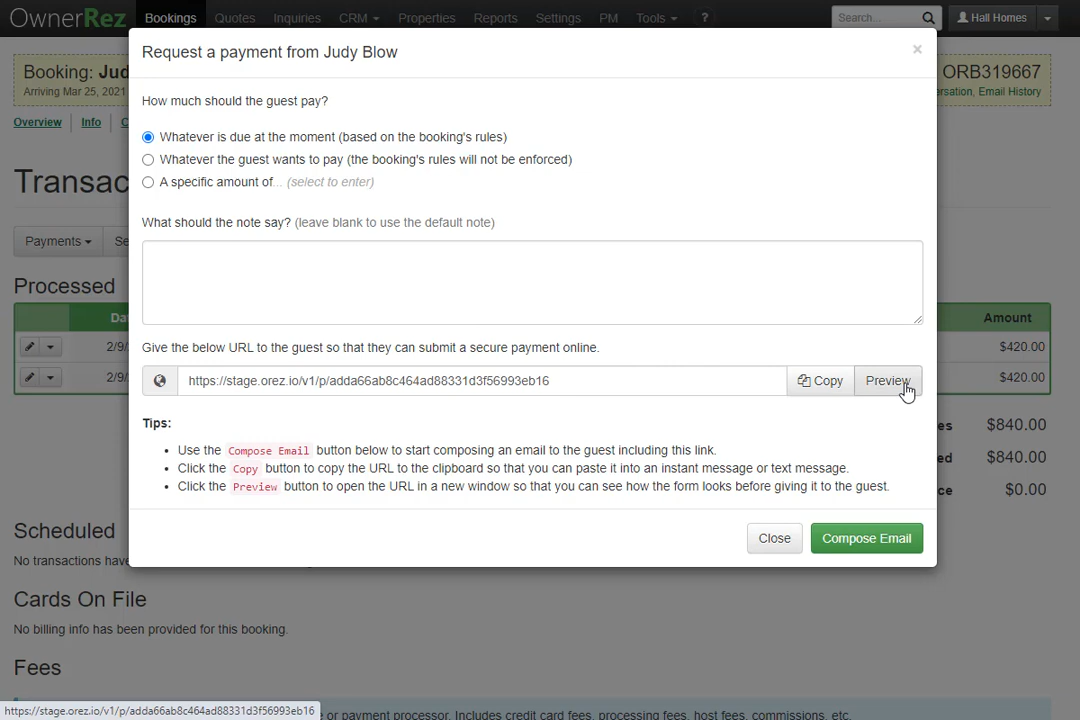 OwnerRez Bookings Quotes Inquiries CRM Properties Reports Settings PM Tools ? Search... Hall Homes
Request a payment from Judy Blow ×
Booking: Jud ORB319667
Arriving Mar 25, 2021 ersation, Email History
How much should the guest pay?
Overview Info C
Whatever is due at the moment (based on the booking's rules)
Whatever the guest wants to pay (the booking's rules will not be enforced)
A specific amount of... (select to enter)
Transac
What should the note say? (leave blank to use the default note)
Payments Se
Processed
Da Amount
2/9/ $420.00
Give the below URL to the guest so that they can submit a secure payment online.
2/9/ $420.00
https://stage.orez.io/v1/p/adda66ab8c464ad88331d3f56993eb16 Copy Preview
Tips:
es $840.00
Use the Compose Email button below to start composing an email to the guest including this link.
ed $840.00
Click the Copy button to copy the URL to the clipboard so that you can paste it into an instant message or text message.
Click the Preview button to open the URL in a new window so that you can see how the form looks before giving it to the guest.
ce $0.00
Close Compose Email
Scheduled
No transactions have
Cards On File
No billing info has been provided for this booking.
Fees
https://stage.orez.io/v1/p/adda66ab8c464ad88331d3f56993eb16 e or payment processor. Includes credit card fees, processing fees, host fees, commissions, etc.